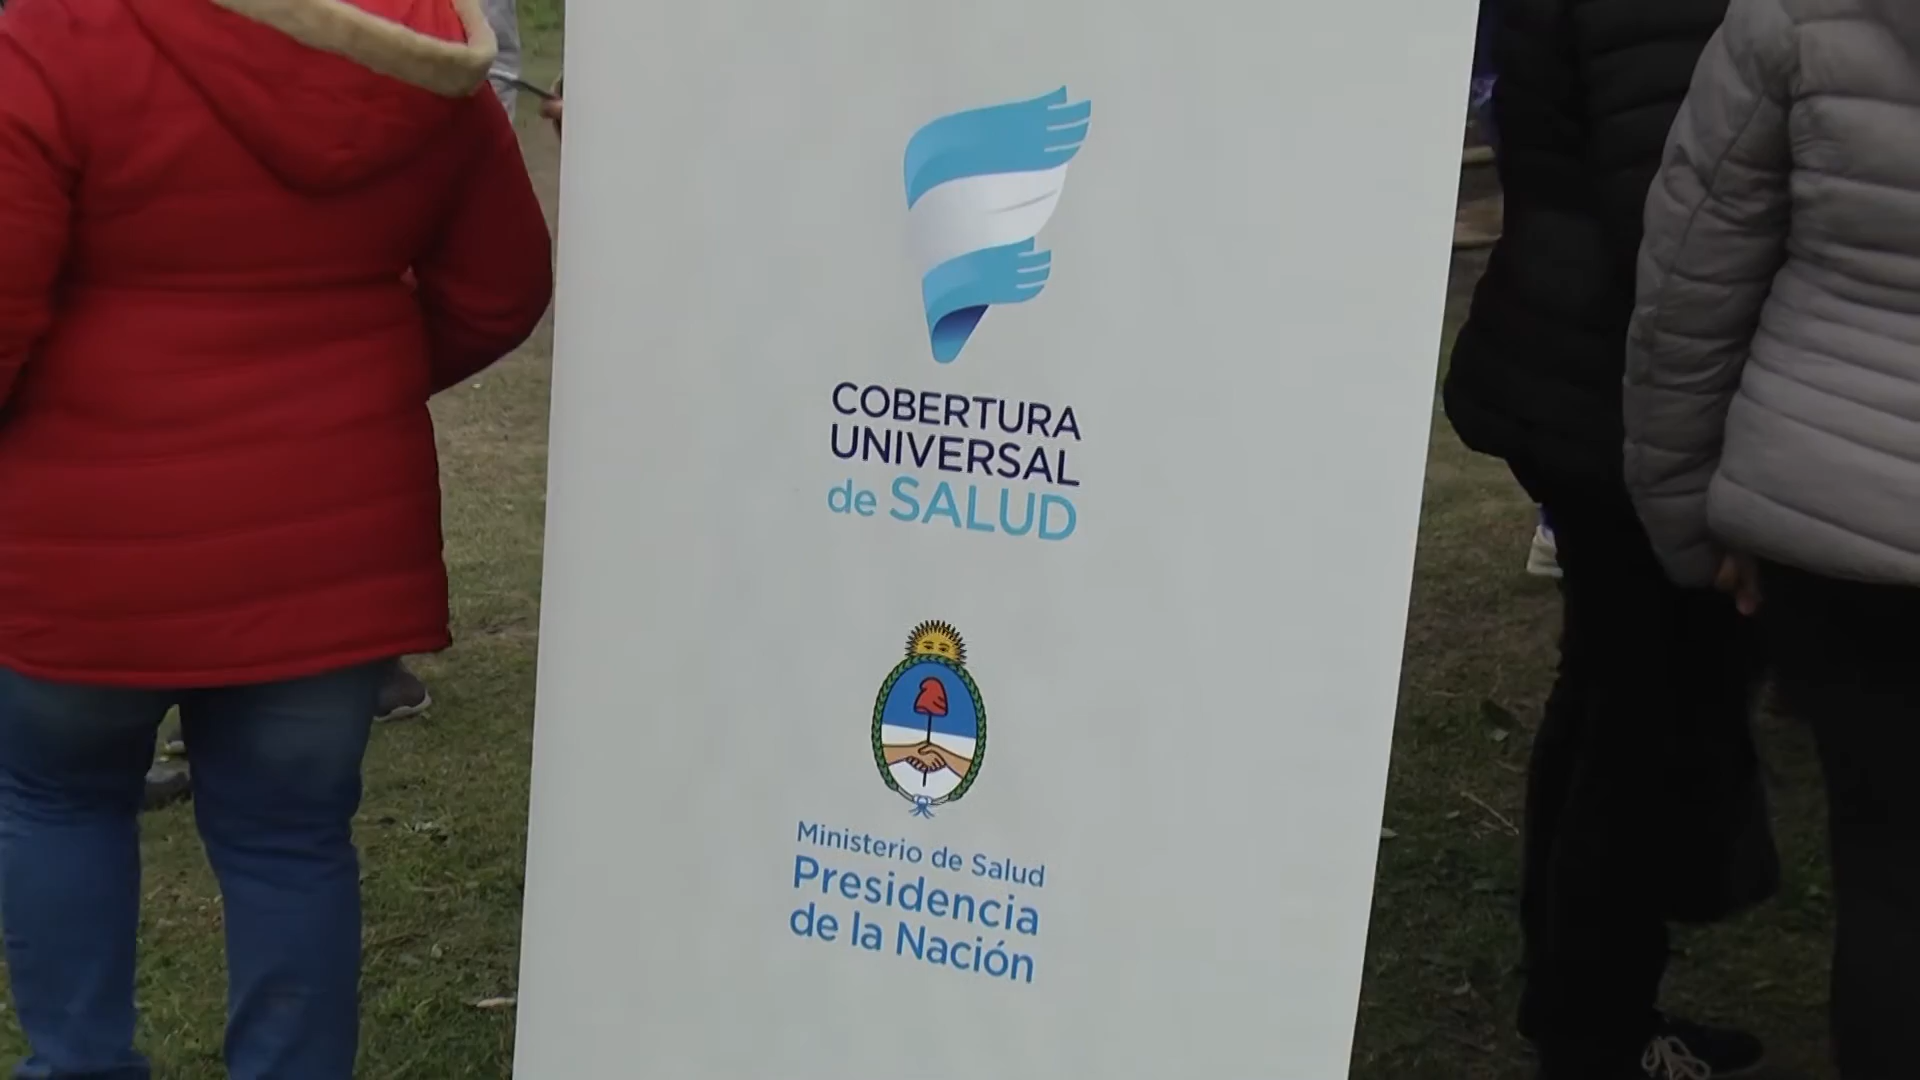 COBERTURA
UNIVERSAL
de SALUD
Ministerio de Salud
Presidencia
de la Nación